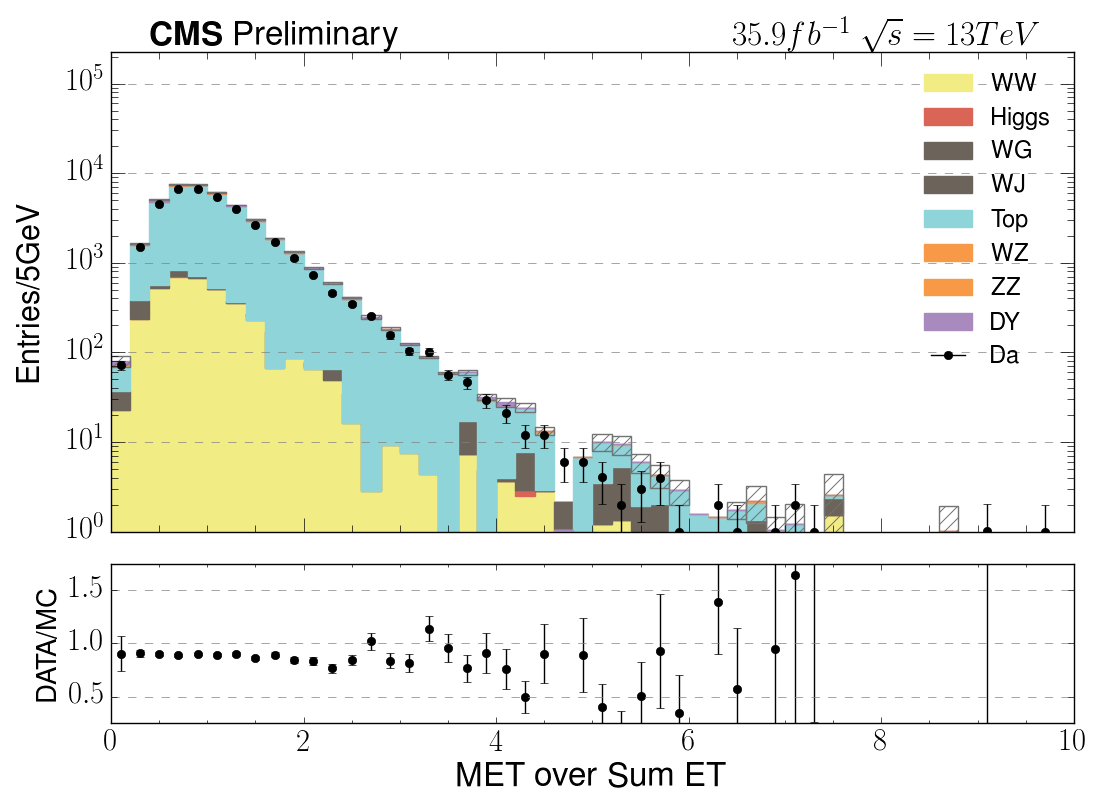 CMS Preliminary 35.9fb⁻¹ √s = 13TeV
Entries/5GeV
10⁵
10⁴
10³
10²
10¹
10⁰
WW
Higgs
WG
WJ
Top
WZ
ZZ
DY
Da
DATA/MC
1.5
1.0
0.5
0 2 4 6 8 10
MET over Sum ET